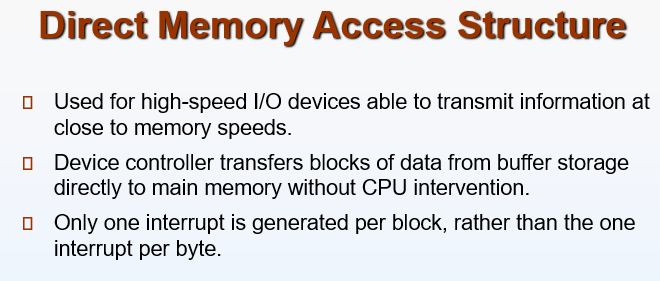 Direct Memory Access Structure
Used for high-speed I/O devices able to transmit information at
close to memory speeds.
Device controller transfers blocks of data from buffer storage
directly to main memory without CPU intervention.
Only one interrupt is generated per block, rather than the one
interrupt per byte.